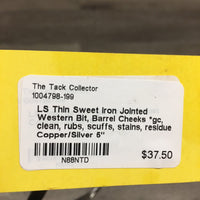 The Tack Collector
1004798-199
LS Thin Sweet Iron Jointed
Western Bit, Barrel Cheeks *gc,
clean, rubs, scuffs, stains, residue
Copper/Silver 5"
N88NTD
$37.50